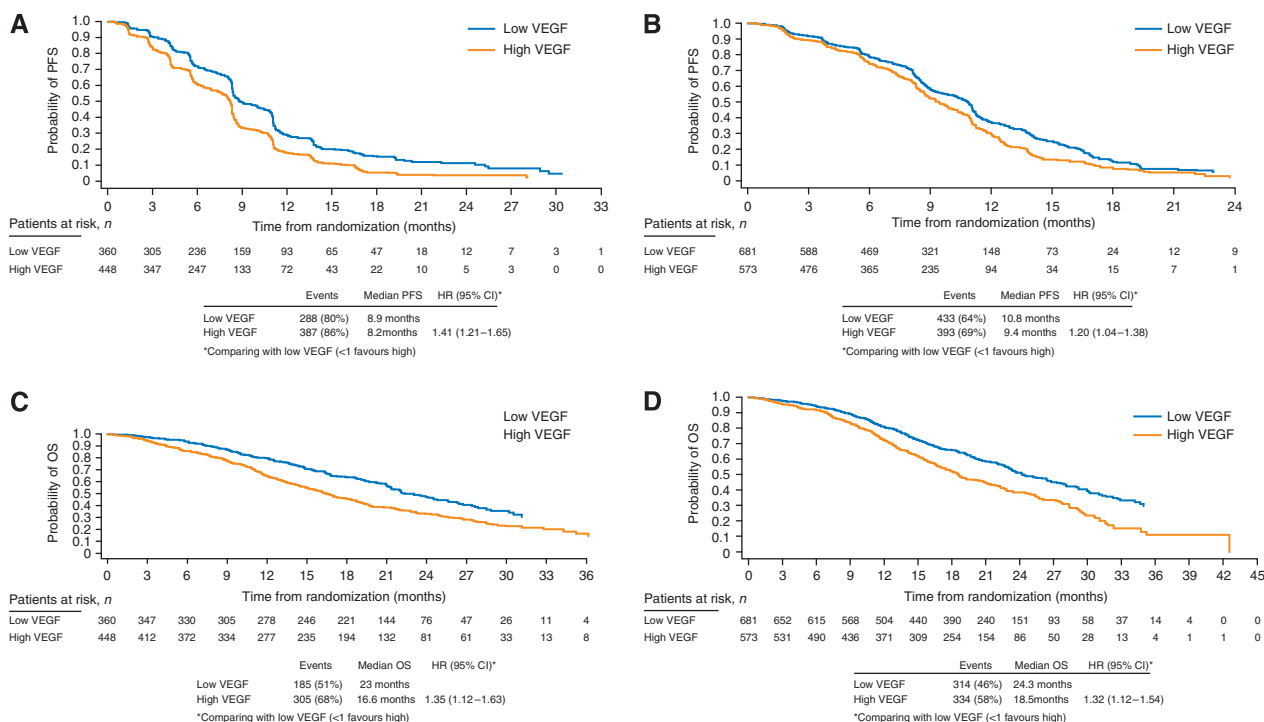 A
Low VEGF
High VEGF
Probability of PFS
1.0
0.9
0.8
0.7
0.6
0.5
0.4
0.3
0.2
0.1
0
0 3 6 9 12 15 18 21 24 27 30 33
Time from randomization (months)
Patients at risk, n
Low VEGF 360 305 236 159 93 65 47 18 12 7 3 1
High VEGF 448 347 247 133 72 43 22 10 5 3 0 0
Events Median PFS HR (95% CI)*
Low VEGF 288 (80%) 8.9 months
High VEGF 387 (86%) 8.2months 1.41 (1.21–1.65)
*Comparing with low VEGF (<1 favours high)
B
Low VEGF
High VEGF
Probability of PFS
1.0
0.9
0.8
0.7
0.6
0.5
0.4
0.3
0.2
0.1
0
0 3 6 9 12 15 18 21 24
Time from randomization (months)
Patients at risk, n
Low VEGF 681 588 469 321 148 73 24 12 9
High VEGF 573 476 365 235 94 34 15 7 1
Events Median PFS HR (95% CI)*
Low VEGF 433 (64%) 10.8 months
High VEGF 393 (69%) 9.4 months 1.20 (1.04–1.38)
*Comparing with low VEGF (<1 favours high)
C
Low VEGF
High VEGF
Probability of OS
1.0
0.9
0.8
0.7
0.6
0.5
0.4
0.3
0.2
0.1
0
0 3 6 9 12 15 18 21 24 27 30 33 36
Time from randomization (months)
Patients at risk, n
Low VEGF 360 347 330 305 278 246 221 144 76 47 26 11 4
High VEGF 448 412 372 334 277 235 194 132 81 61 33 13 8
Events Median OS HR (95% CI)*
Low VEGF 185 (51%) 23 months
High VEGF 305 (68%) 16.6 months 1.35 (1.12–1.63)
*Comparing with low VEGF (<1 favours high)
D
Low VEGF
High VEGF
Probability of OS
1.0
0.9
0.8
0.7
0.6
0.5
0.4
0.3
0.2
0.1
0
0 3 6 9 12 15 18 21 24 27 30 33 36 39 42 45
Time from randomization (months)
Patients at risk, n
Low VEGF 681 652 615 568 504 440 390 240 151 93 58 37 14 4 0 0
High VEGF 573 531 490 436 371 309 254 154 86 50 28 13 4 1 1 0
Events Median OS HR (95% CI)*
Low VEGF 314 (46%) 24.3 months
High VEGF 334 (58%) 18.5months 1.32 (1.12–1.54)
*Comparing with low VEGF (<1 favours high)